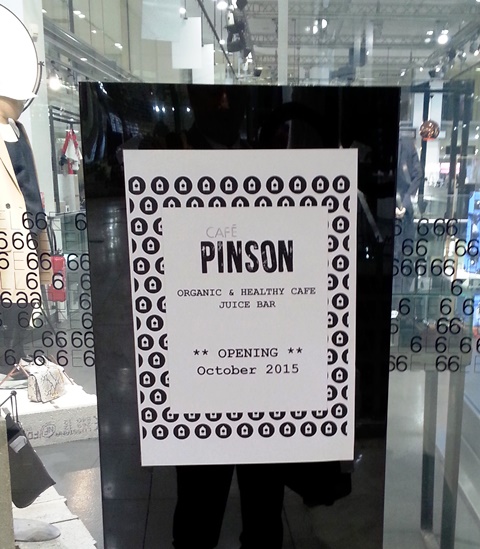 CAFÉ
PINSON
ORGANIC & HEALTHY CAFE
JUICE BAR
** OPENING **
October 2015